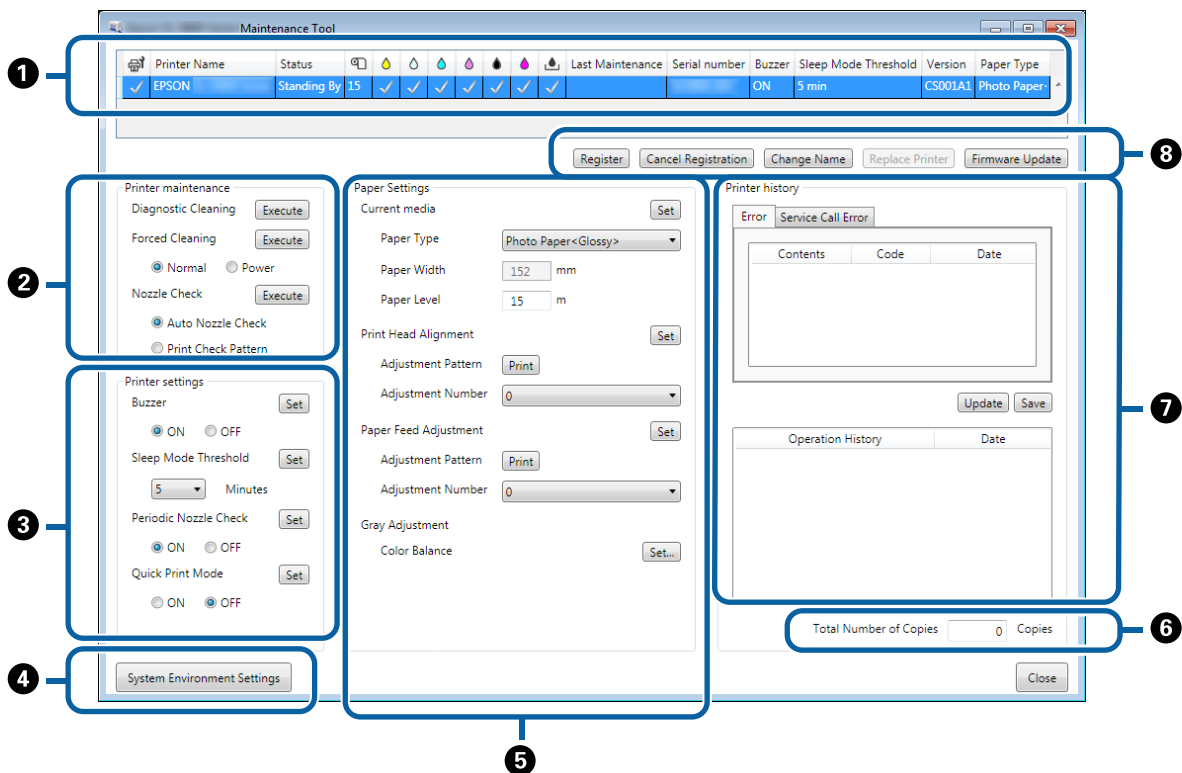 Maintenance Tool
1
Printer Name Status Last Maintenance Serial number Buzzer Sleep Mode Threshold Version Paper Type
EPSON Standing By 15 ON 5 min CS001A1 Photo Paper-
Register Cancel Registration Change Name Replace Printer Firmware Update
8
2
Printer maintenance
Diagnostic Cleaning Execute
Forced Cleaning Execute
Normal Power
Nozzle Check Execute
Auto Nozzle Check
Print Check Pattern
3
Printer settings
Buzzer Set
ON OFF
Sleep Mode Threshold Set
5 Minutes
Periodic Nozzle Check Set
ON OFF
Quick Print Mode Set
ON OFF
4
System Environment Settings
Paper Settings
Current media Set
Paper Type Photo Paper<Glossy>
Paper Width 152 mm
Paper Level 15 m
Print Head Alignment Set
Adjustment Pattern Print
Adjustment Number 0
Paper Feed Adjustment Set
Adjustment Pattern Print
Adjustment Number 0
Gray Adjustment
Color Balance Set...
5
Printer history
Error Service Call Error
Contents Code Date
Update Save
7
Operation History Date
Total Number of Copies 0 Copies
6
Close